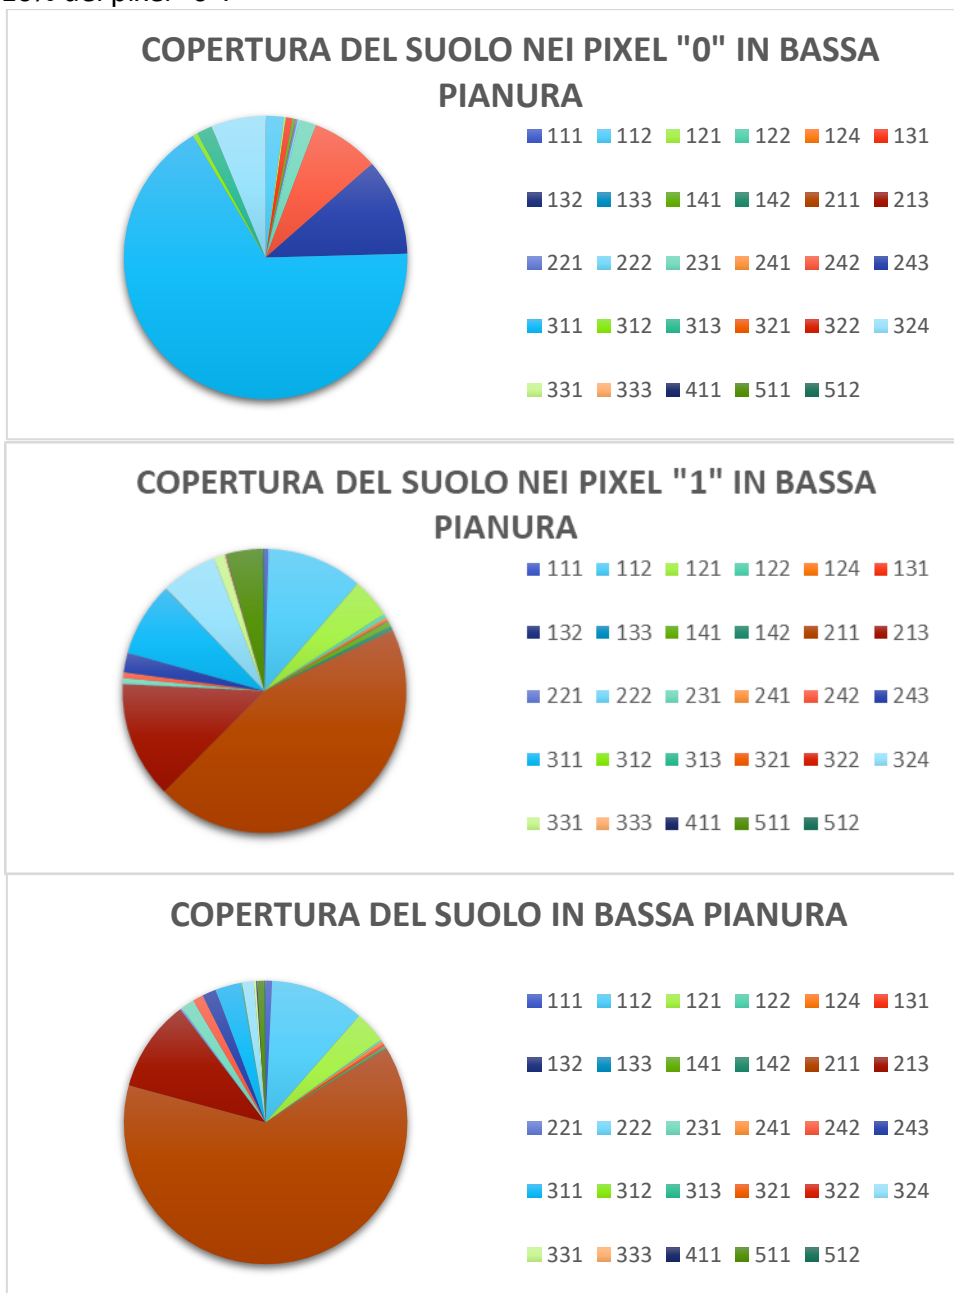 COPERTURA DEL SUOLO NEI PIXEL "0" IN BASSA
PIANURA
111 112 121 122 124 131
132 133 141 142 211 213
221 222 231 241 242 243
311 312 313 321 322 324
331 333 411 511 512
COPERTURA DEL SUOLO NEI PIXEL "1" IN BASSA
PIANURA
111 112 121 122 124 131
132 133 141 142 211 213
221 222 231 241 242 243
311 312 313 321 322 324
331 333 411 511 512
COPERTURA DEL SUOLO IN BASSA PIANURA
111 112 121 122 124 131
132 133 141 142 211 213
221 222 231 241 242 243
311 312 313 321 322 324
331 333 411 511 512